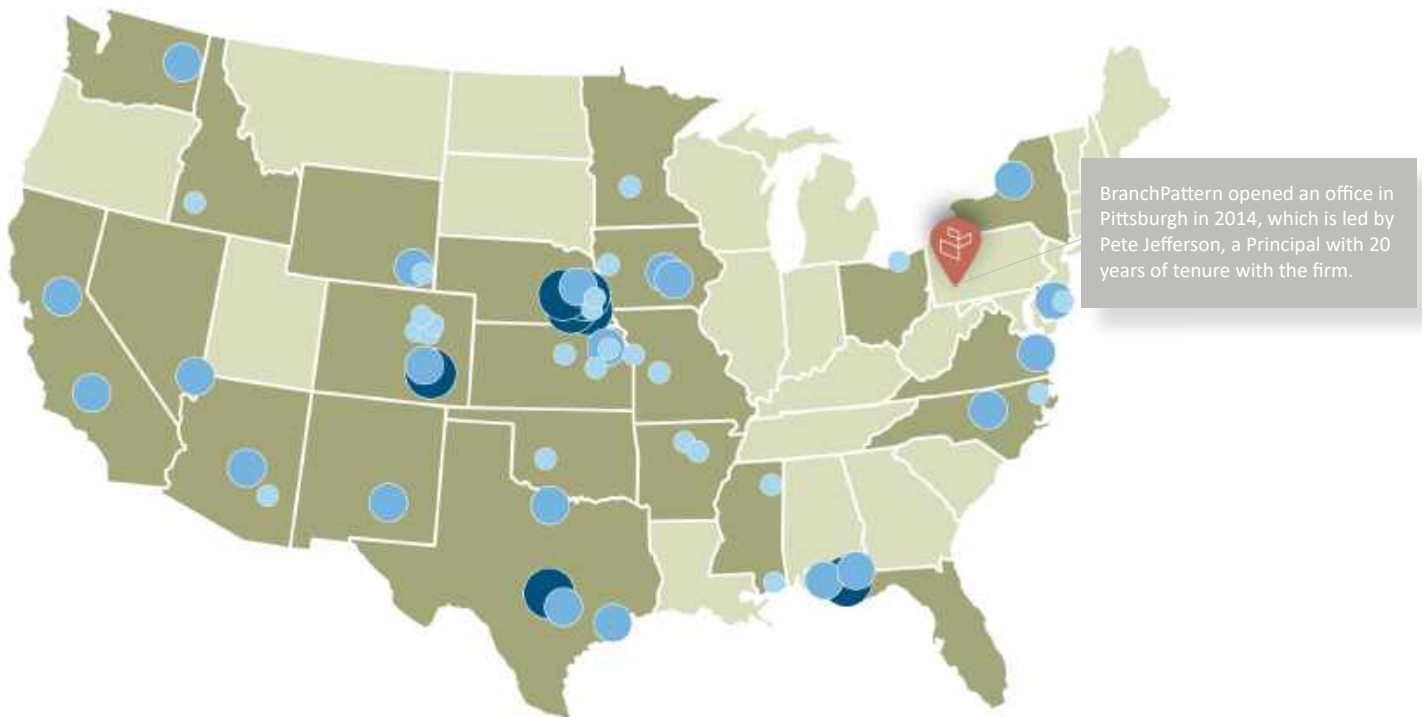 BranchPattern opened an office in
Pittsburgh in 2014, which is led by
Pete Jefferson, a Principal with 20
years of tenure with the firm.